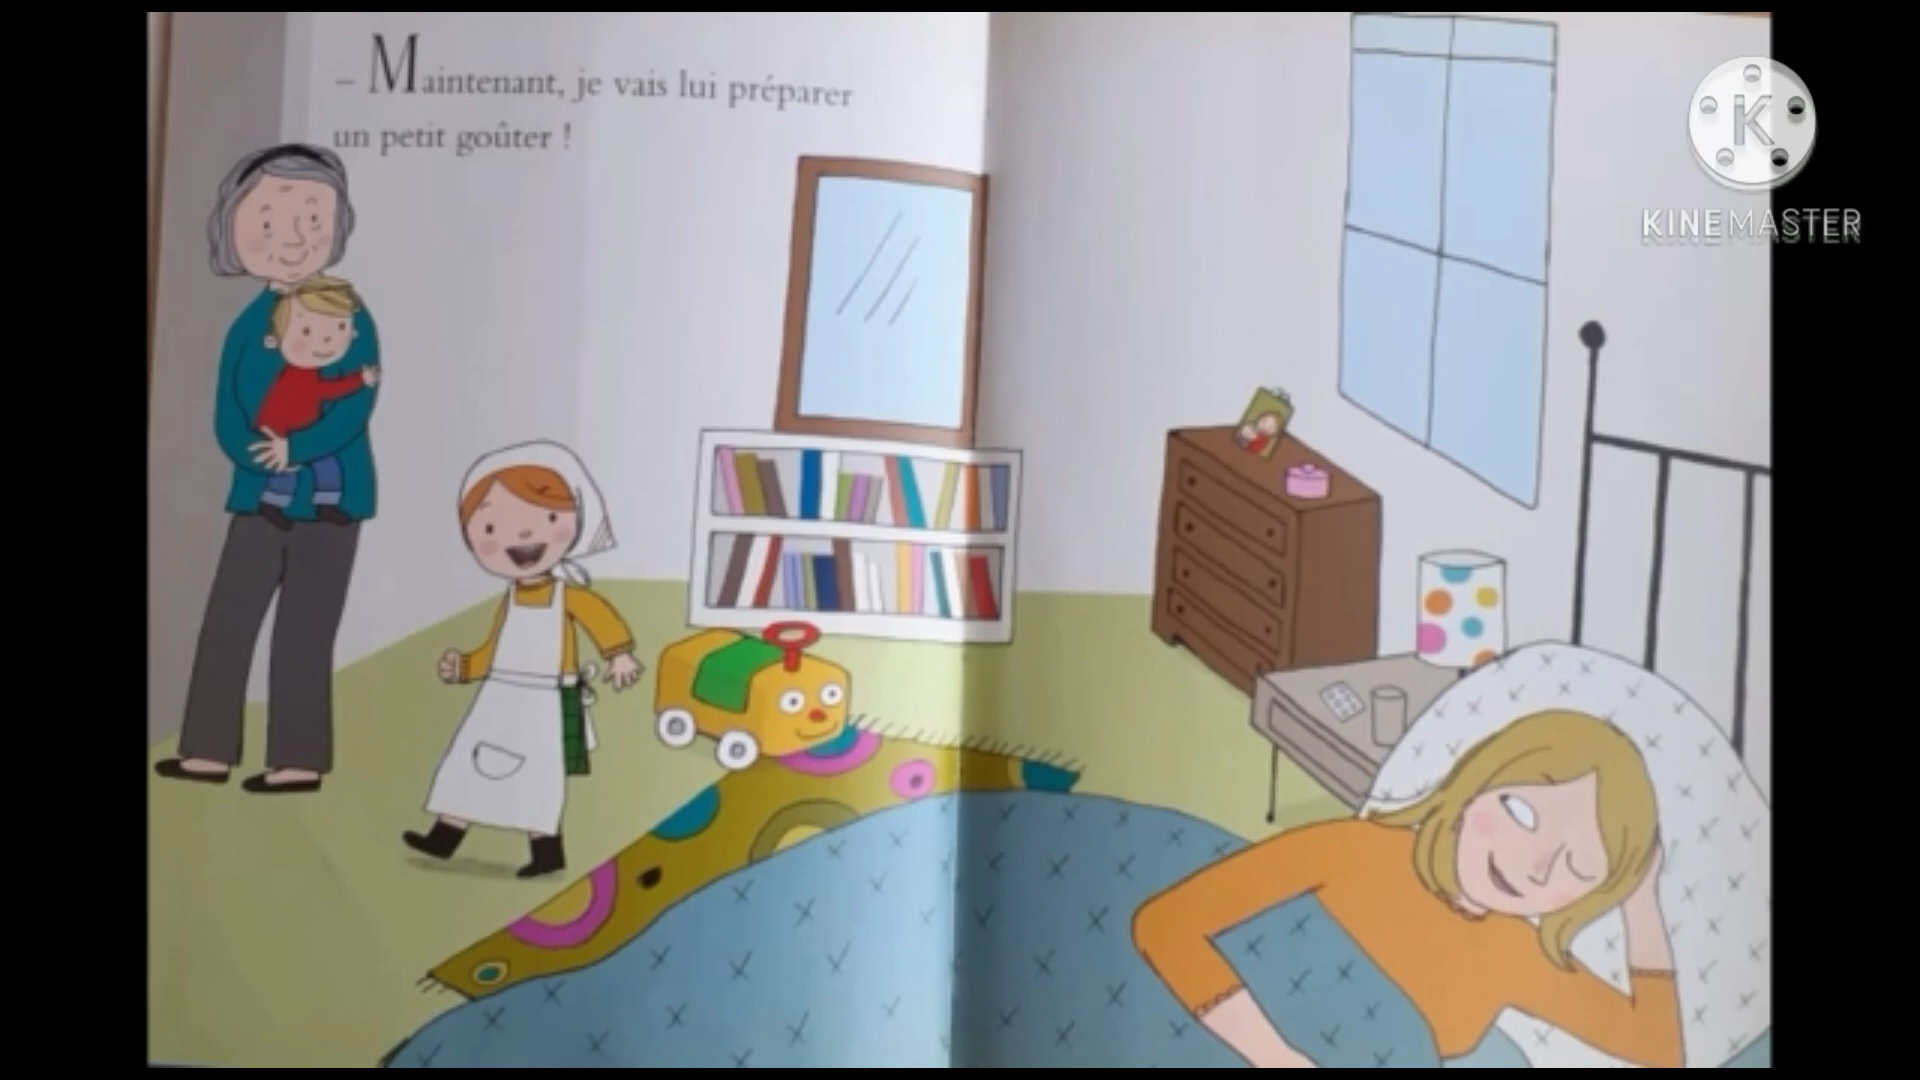 – Maintenant, je vais lui préparer
un petit goûter !
K
KINEMASTER